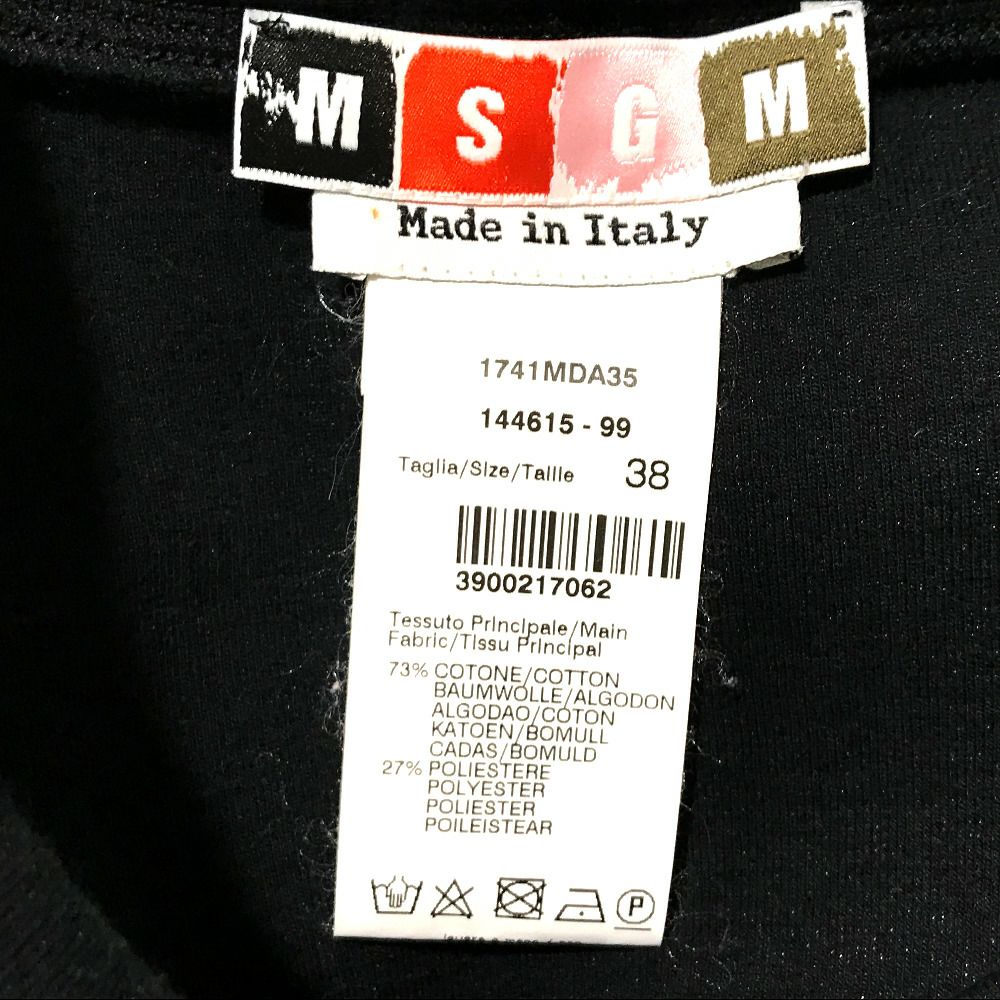 MSGM
Made in Italy
1741MDA35
144615 - 99
Taglia/Size/Taille 38
3900217062
Tessuto Principale/Main
Fabric/Tissu Principal
73% COTONE/COTTON
BAUMWOLLE/ALGODON
ALGODAO/COTON
KATOEN/BOMULL
CADAS/BOMULD
27% POLIESTERE
POLYESTER
POLIESTER
POILEISTEAR
P